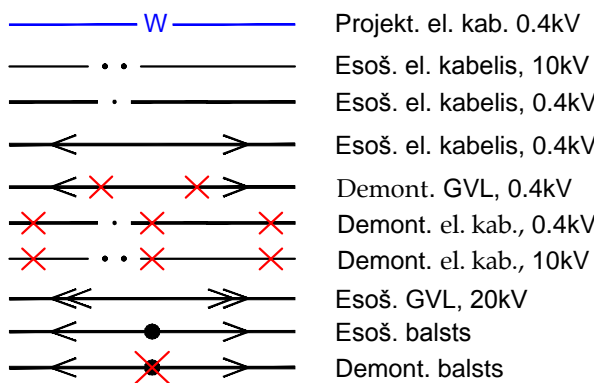 W Projekt. el. kab. 0.4kV
Esoš. el. kabelis, 10kV
Esoš. el. kabelis, 0.4kV
Esoš. el. kabelis, 0.4kV
Demont. GVL, 0.4kV
Demont. el. kab., 0.4kV
Demont. el. kab., 10kV
Esoš. GVL, 20kV
Esoš. balsts
Demont. balsts